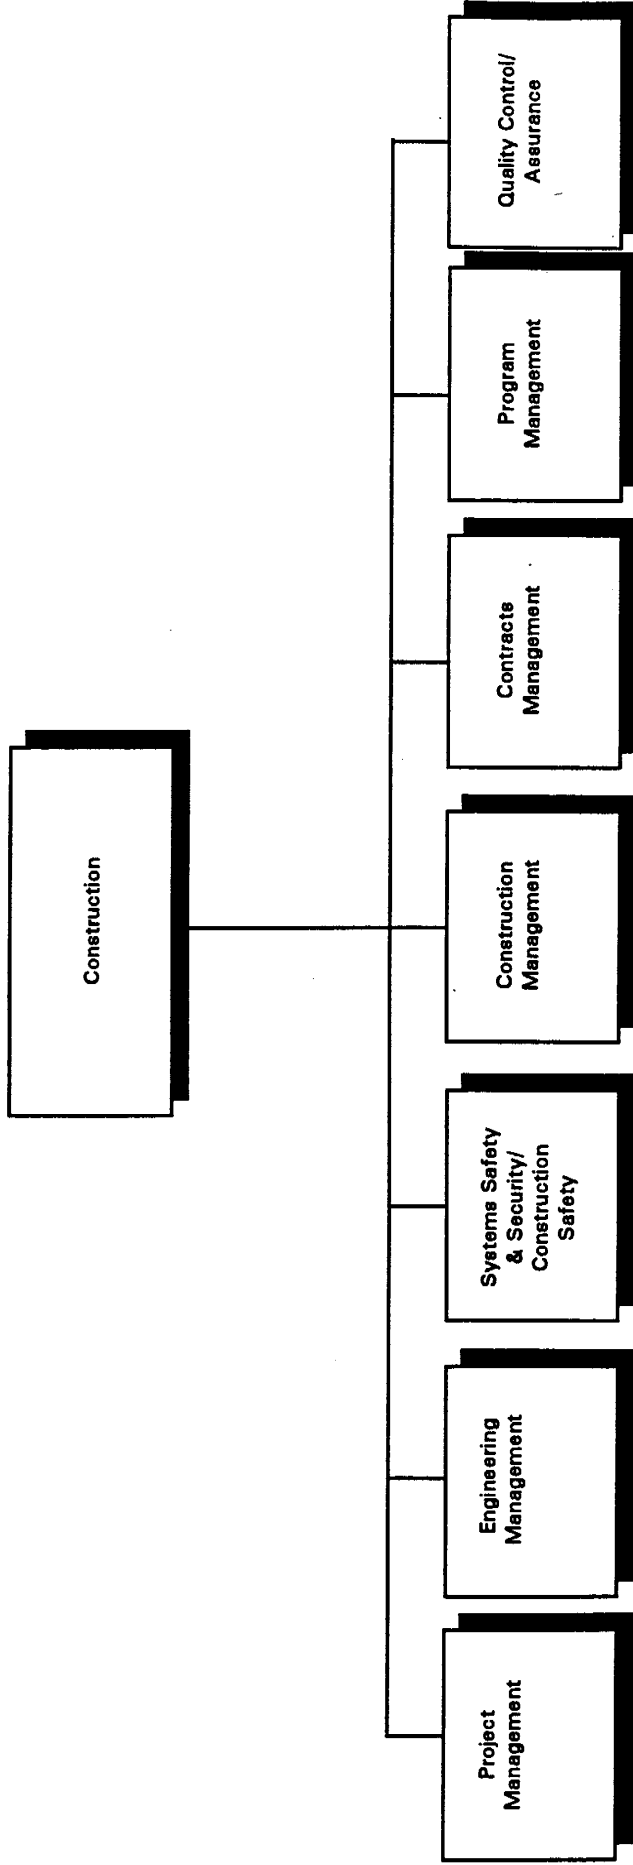 Construction
Project
Management
Engineering
Management
Systems Safety
& Security/
Construction
Safety
Construction
Management
Contracts
Management
Program
Management
Quality Control/
Assurance